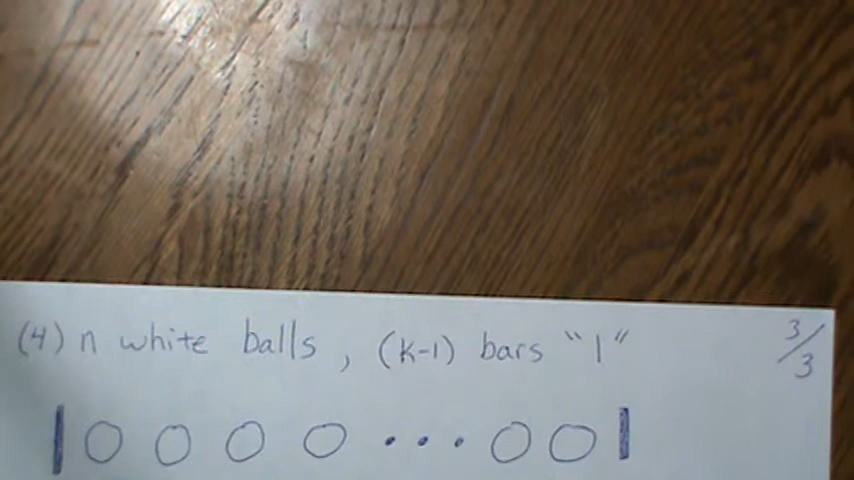 (4) n white balls, (k-1) bars "|"
3/3
| O O O O ... O O |